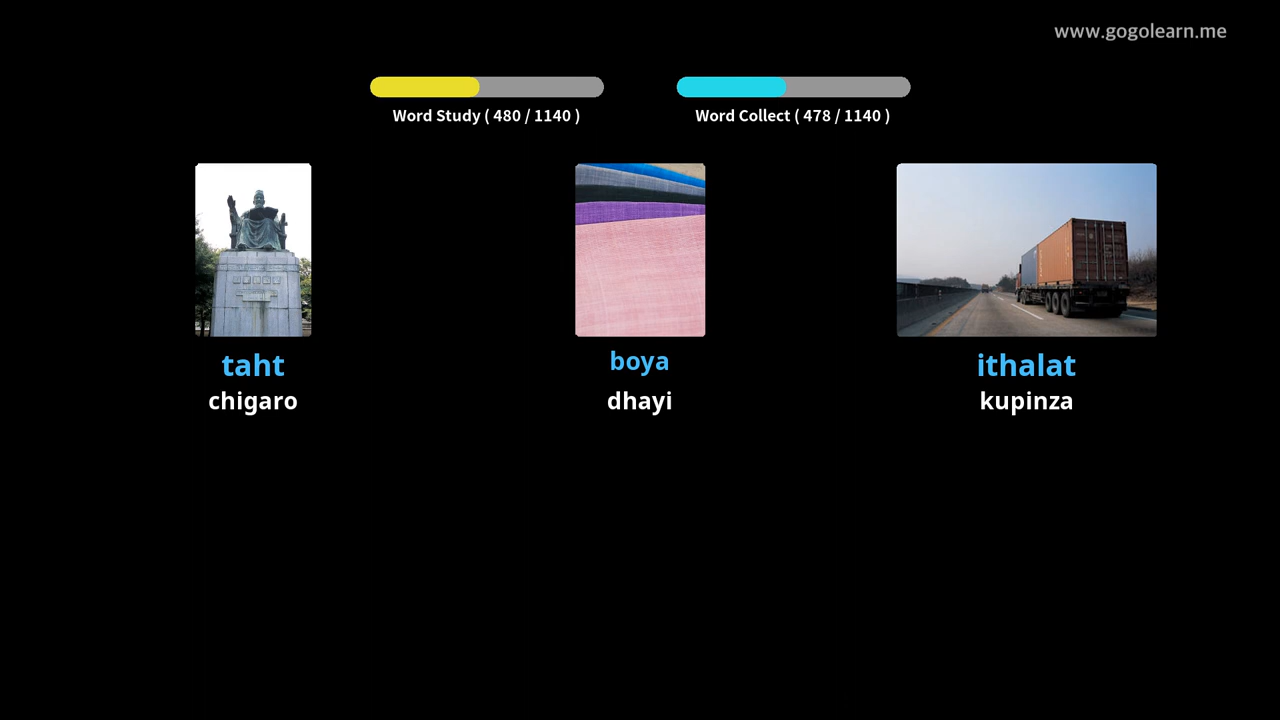 www.gogolearn.me
Word Study ( 480 / 1140 )
Word Collect ( 478 / 1140 )
taht
boya
ithalat
chigaro
dhayi
kupinza